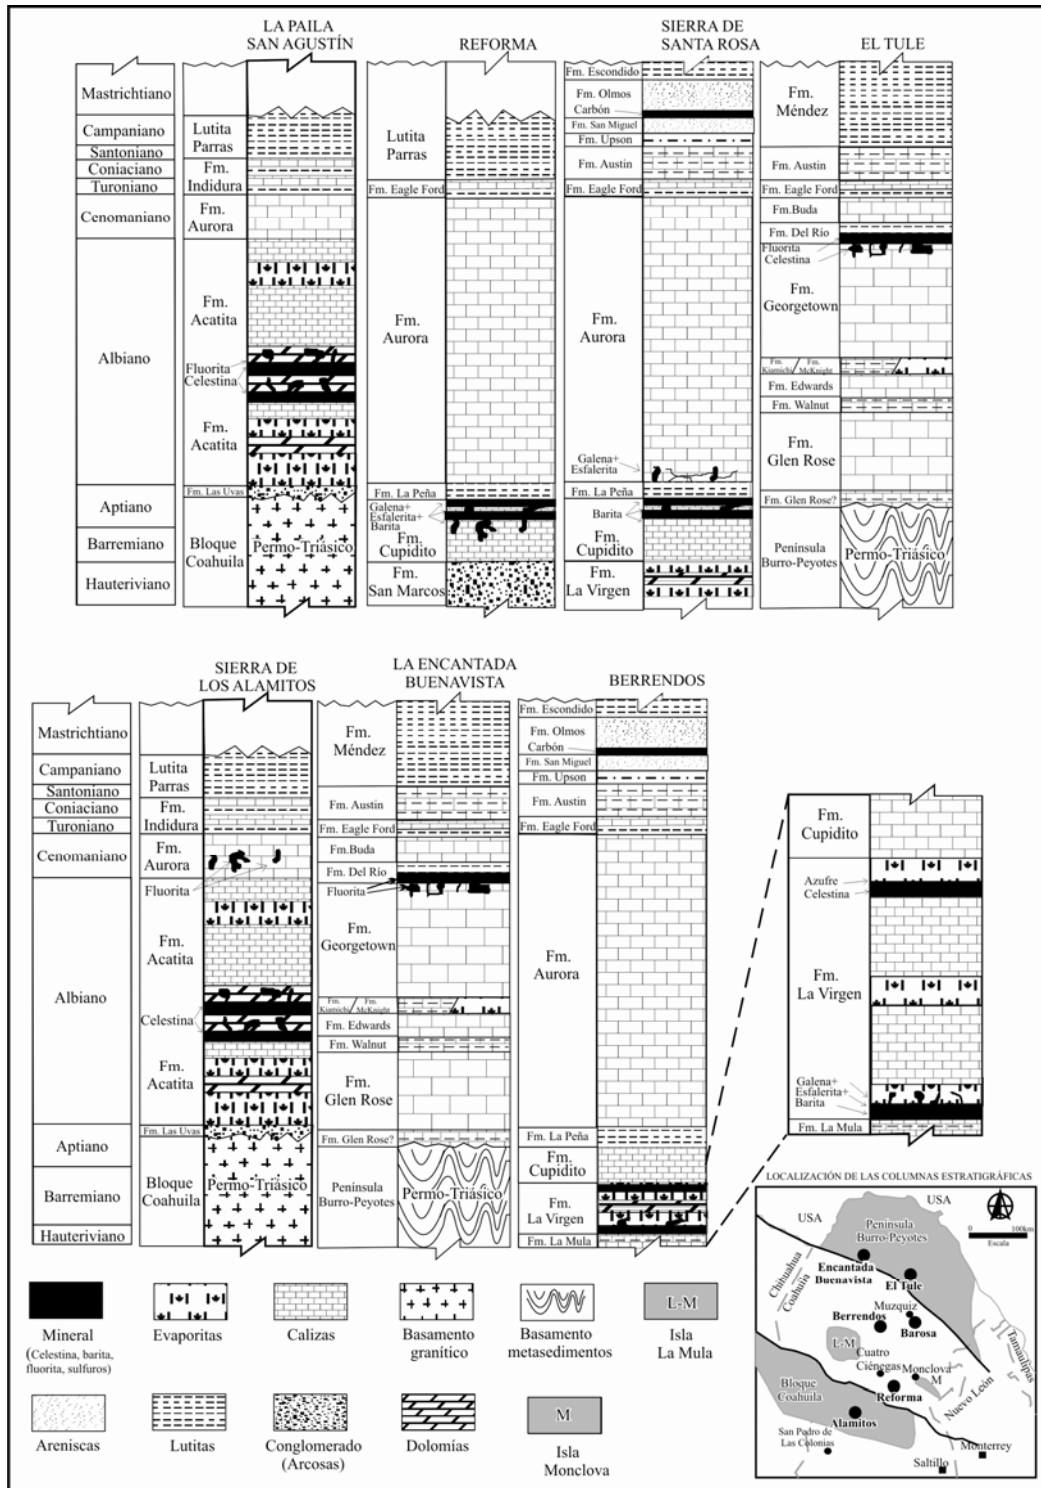 LA PAILA
SAN AGUSTÍN
REFORMA
SIERRA DE
SANTA ROSA
EL TULE
Mastrichtiano
Campaniano
Santoniano
Coniaciano
Turoniano
Cenomaniano
Albiano
Aptiano
Barremiano
Hauteriviano
Lutita
Parras
Fm.
Indidura
Fm.
Aurora
Fm.
Acatita
Fluorita
Celestina
Fm.
Acatita
Fm. Las Uvas
Bloque
Coahuila
Permo-Triásico
Lutita
Parras
Fm. Eagle Ford
Fm.
Aurora
Fm. La Peña
Galena+
Esfalerita+
Barita
Fm.
Cupidito
Fm.
San Marcos
Fm. Escondido
Fm. Olmos
Carbón
Fm. San Miguel
Fm. Upson
Fm. Austin
Fm. Eagle Ford
Fm.
Aurora
Galena+
Esfalerita
Fm. La Peña
Barita
Fm.
Cupidito
Fm.
La Virgen
Fm.
Méndez
Fm. Austin
Fm. Eagle Ford
Fm.Buda
Fm. Del Río
Fluorita
Celestina
Fm.
Georgetown
Fm. Kiamichi
Fm. McKnight
Fm. Edwards
Fm. Walnut
Fm.
Glen Rose
Fm. Glen Rose?
Península
Burro-Peyotes
Permo-Triásico
SIERRA DE
LOS ALAMITOS
LA ENCANTADA
BUENAVISTA
BERRENDOS
Mastrichtiano
Campaniano
Santoniano
Coniaciano
Turoniano
Cenomaniano
Albiano
Aptiano
Barremiano
Hauteriviano
Lutita
Parras
Fm.
Indidura
Fm.
Aurora
Fluorita
Fm.
Acatita
Celestina
Fm.
Acatita
Fm. Las Uvas
Bloque
Coahuila
Permo-Triásico
Fm.
Méndez
Fm. Austin
Fm. Eagle Ford
Fm.Buda
Fm. Del Río
Fluorita
Fm.
Georgetown
Fm. Kiamichi
Fm. McKnight
Fm. Edwards
Fm. Walnut
Fm.
Glen Rose
Fm. Glen Rose?
Península
Burro-Peyotes
Permo-Triásico
Fm. Escondido
Fm. Olmos
Carbón
Fm. San Miguel
Fm. Upson
Fm. Austin
Fm. Eagle Ford
Fm.
Aurora
Fm. La Peña
Fm.
Cupidito
Fm.
La Virgen
Fm. La Mula
Fm.
Cupidito
Azufre
Celestina
Fm.
La Virgen
Galena+
Esfalerita+
Barita
Fm. La Mula
Mineral
(Celestina, barita,
fluorita, sulfuros)
Evaporitas
Calizas
Basamento
granítico
Basamento
metasedimentos
L-M
Isla
La Mula
Areniscas
Lutitas
Conglomerado
(Arcosas)
Dolomías
M
Isla
Monclova
LOCALIZACIÓN DE LAS COLUMNAS ESTRATIGRÁFICAS
USA
USA
0 100km
Escala
Península
Burro-Peyotes
Chihuahua
Coahuila
Encantada
Buenavista
El Tule
Muzquiz
Berrendos
Barosa
L-M
Cuatro
Ciénegas
Monclova
M
Tamaulipas
Nuevo León
Bloque
Coahuila
Reforma
Alamitos
San Pedro de
Las Colonias
Monterrey
Saltillo